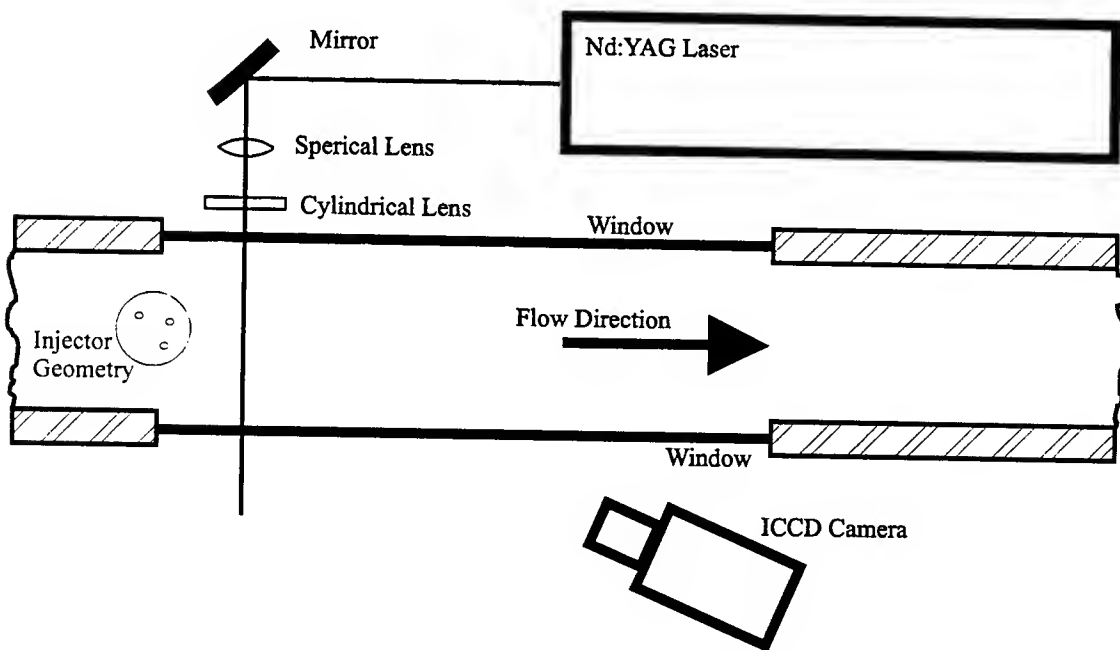 Mirror
Nd:YAG Laser
Sperical Lens
Cylindrical Lens
Window
Flow Direction
Injector
Geometry
Window
ICCD Camera